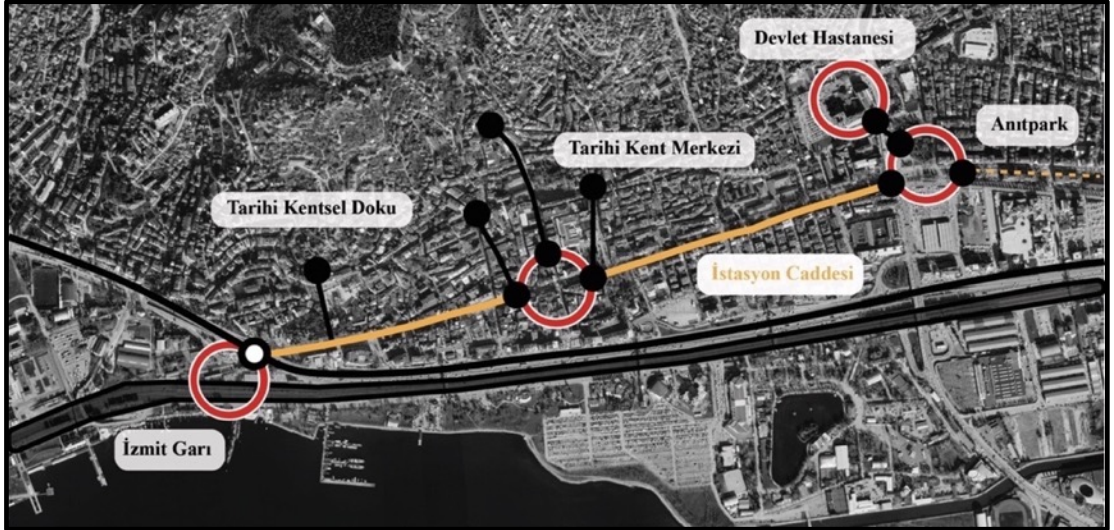 Devlet Hastanesi
Anıtpark
Tarihi Kent Merkezi
Tarihi Kentsel Doku
İstasyon Caddesi
İzmit Garı